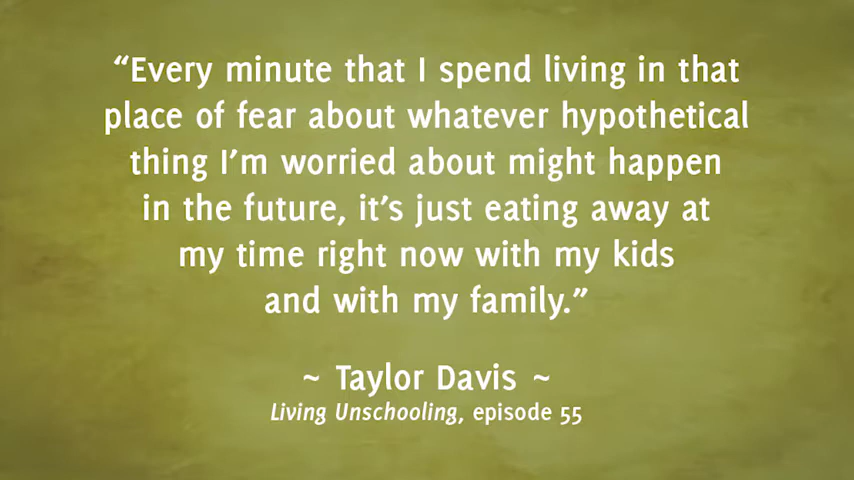 “Every minute that I spend living in that
place of fear about whatever hypothetical
thing I’m worried about might happen
in the future, it’s just eating away at
my time right now with my kids
and with my family.”
~ Taylor Davis ~
Living Unschooling, episode 55